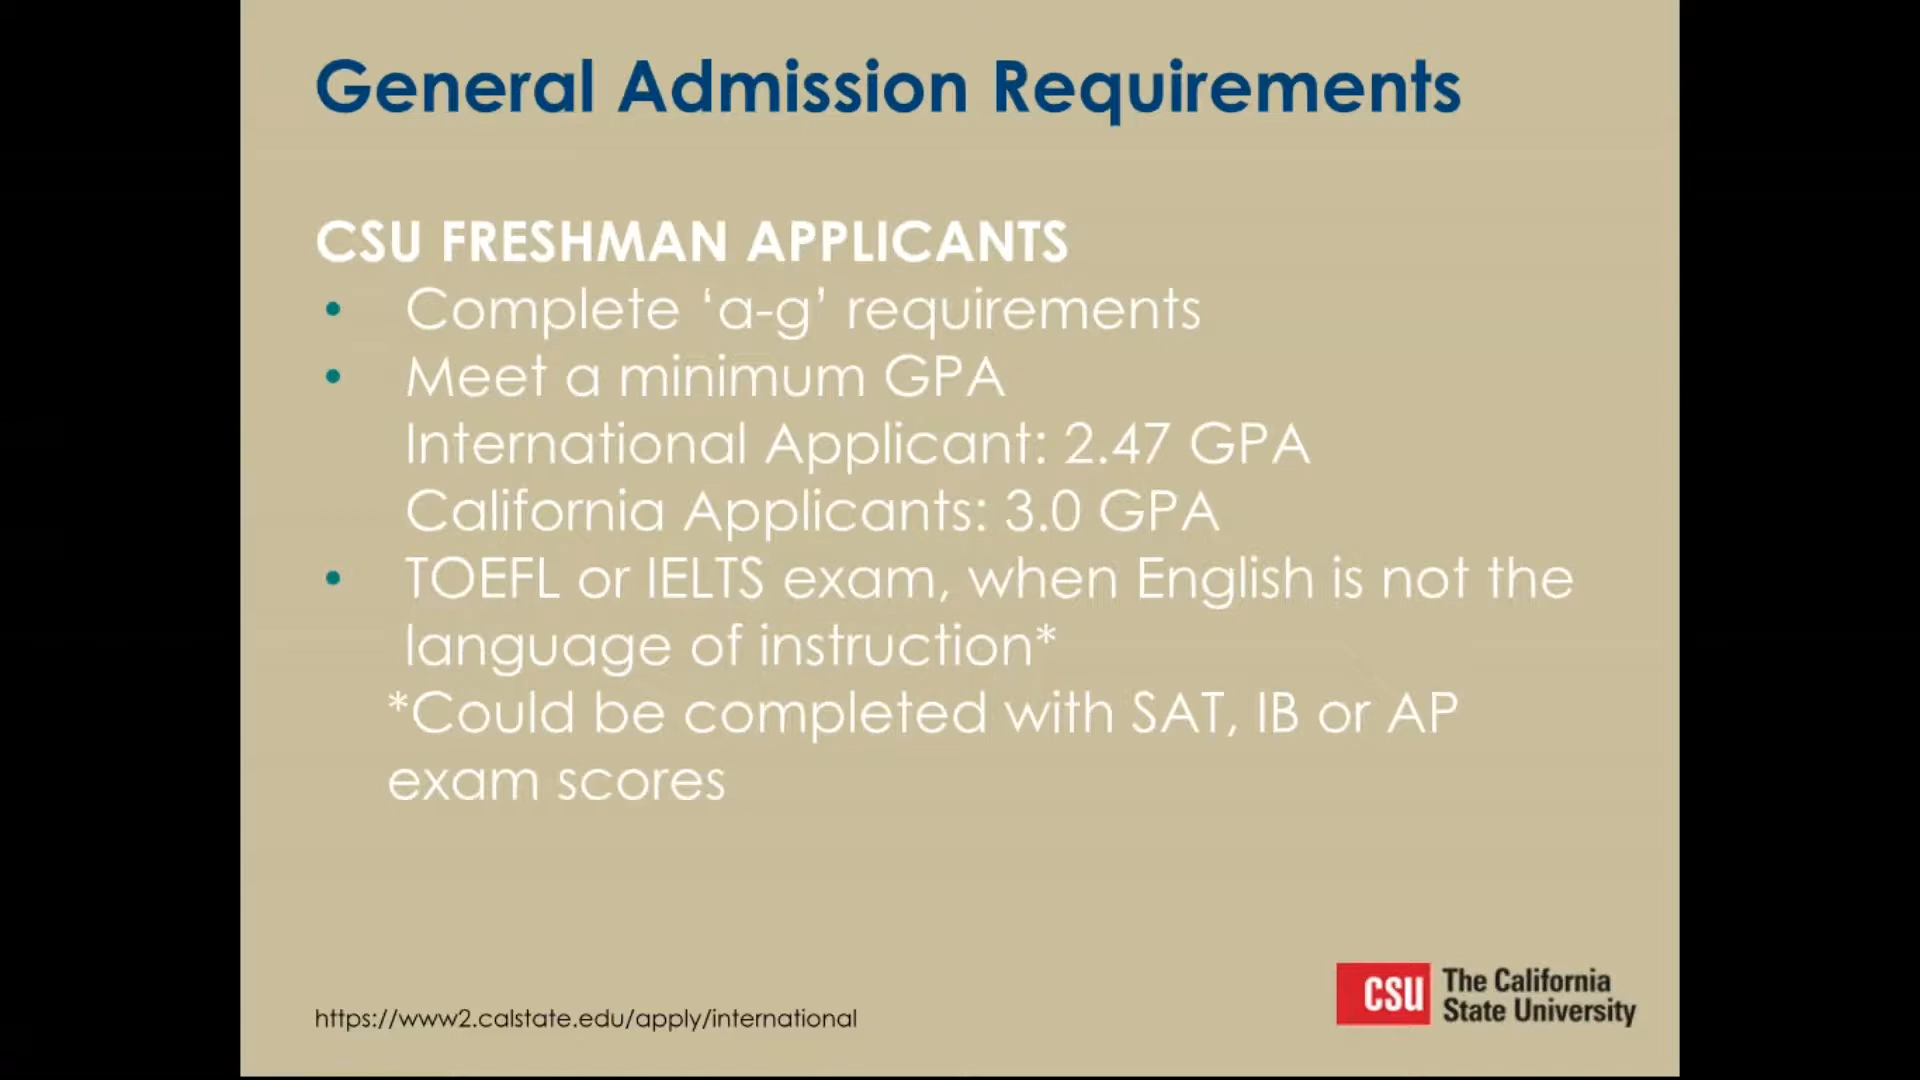 General Admission Requirements
CSU FRESHMAN APPLICANTS
• Complete ‘a-g’ requirements
• Meet a minimum GPA
International Applicant: 2.47 GPA
California Applicants: 3.0 GPA
• TOEFL or IELTS exam, when English is not the
language of instruction*
*Could be completed with SAT, IB or AP
exam scores
https://www2.calstate.edu/apply/international
CSU
The California
State University